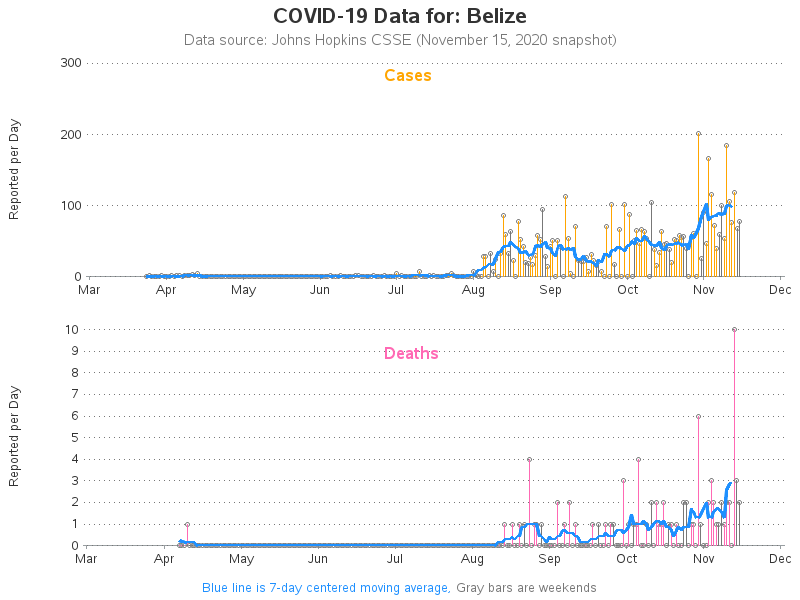 COVID-19 Data for: Belize
Data source: Johns Hopkins CSSE (November 15, 2020 snapshot)
Cases
Reported per Day
300
200
100
0
Mar Apr May Jun Jul Aug Sep Oct Nov Dec
Deaths
Reported per Day
10
9
8
7
6
5
4
3
2
1
0
Mar Apr May Jun Jul Aug Sep Oct Nov Dec
Blue line is 7-day centered moving average, Gray bars are weekends